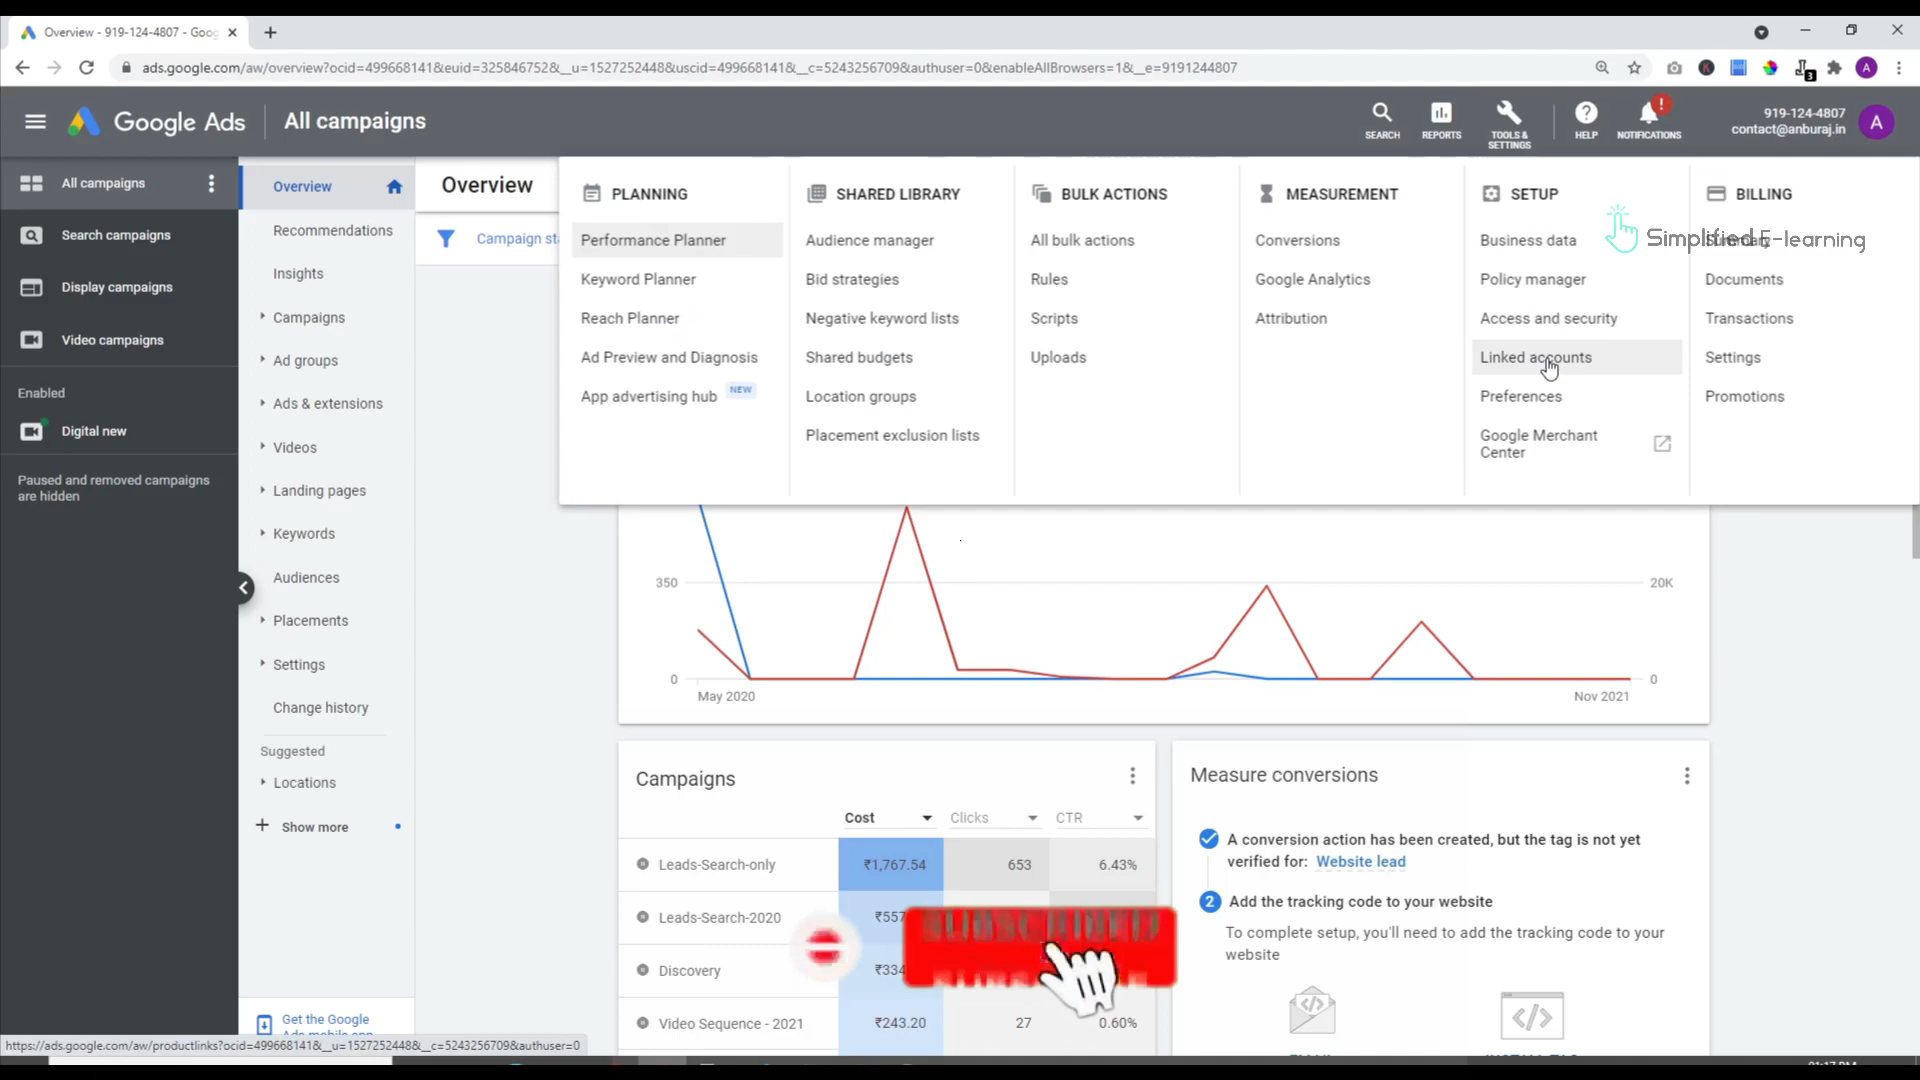 Overview - 919-124-4807 - Goog
ads.google.com/aw/overview?ocid=499668141&euid=325846752&__u=1527252448&uscid=499668141&__c=5243256709&authuser=0&enableAllBrowsers=1&__e=9191244807
3
A
Google Ads
All campaigns
SEARCH
REPORTS
TOOLS &
SETTINGS
HELP
NOTIFICATIONS
919-124-4807
contact@anburaj.in
A
All campaigns
Search campaigns
Display campaigns
Video campaigns
Enabled
Digital new
Paused and removed campaigns
are hidden
Overview
Recommendations
Insights
Campaigns
Ad groups
Ads & extensions
Videos
Landing pages
Keywords
Audiences
Placements
Settings
Change history
Suggested
Locations
Show more
Get the Google
Ads mobile app
Overview
Campaign sta
PLANNING
Performance Planner
Keyword Planner
Reach Planner
Ad Preview and Diagnosis
App advertising hub NEW
SHARED LIBRARY
Audience manager
Bid strategies
Negative keyword lists
Shared budgets
Location groups
Placement exclusion lists
BULK ACTIONS
All bulk actions
Rules
Scripts
Uploads
MEASUREMENT
Conversions
Google Analytics
Attribution
SETUP
Business data
Policy manager
Access and security
Linked accounts
Preferences
Google Merchant
Center
BILLING
Summary
Documents
Transactions
Settings
Promotions
Simplified E-learning
350
20K
0
0
May 2020
Nov 2021
Campaigns
Cost Clicks CTR
Leads-Search-only ₹1,767.54 653 6.43%
Leads-Search-2020 ₹557
Discovery ₹334
Video Sequence - 2021 ₹243.20 27 0.60%
Measure conversions
A conversion action has been created, but the tag is not yet
verified for: Website lead
2 Add the tracking code to your website
To complete setup, you'll need to add the tracking code to your
website
https://ads.google.com/aw/productlinks?ocid=499668141&__u=1527252448&__c=5243256709&authuser=0